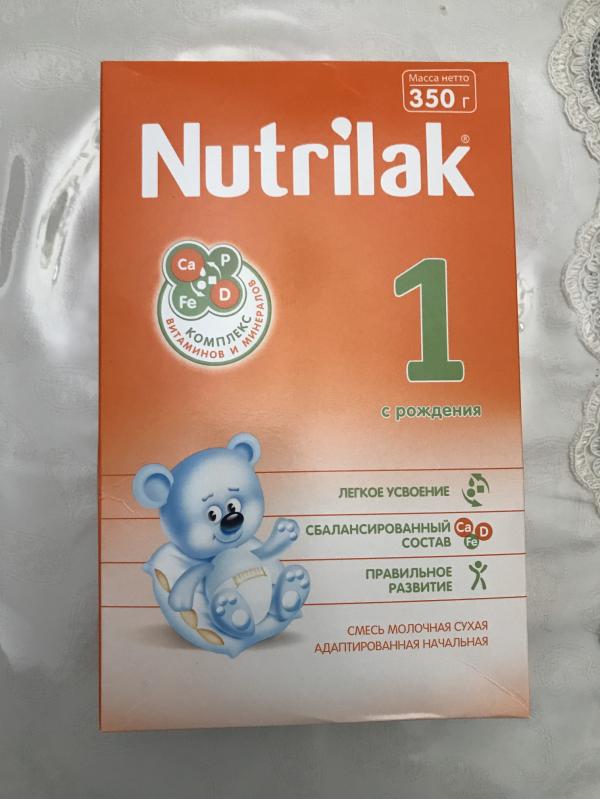 Масса нетто
350 г
Nutrilak®
Ca P
Fe D
КОМПЛЕКС
ВИТАМИНОВ И МИНЕРАЛОВ
1
с рождения
ЛЕГКОЕ УСВОЕНИЕ
СБАЛАНСИРОВАННЫЙ
СОСТАВ
Ca D
Fe
ПРАВИЛЬНОЕ
РАЗВИТИЕ
СМЕСЬ МОЛОЧНАЯ СУХАЯ
АДАПТИРОВАННАЯ НАЧАЛЬНАЯ